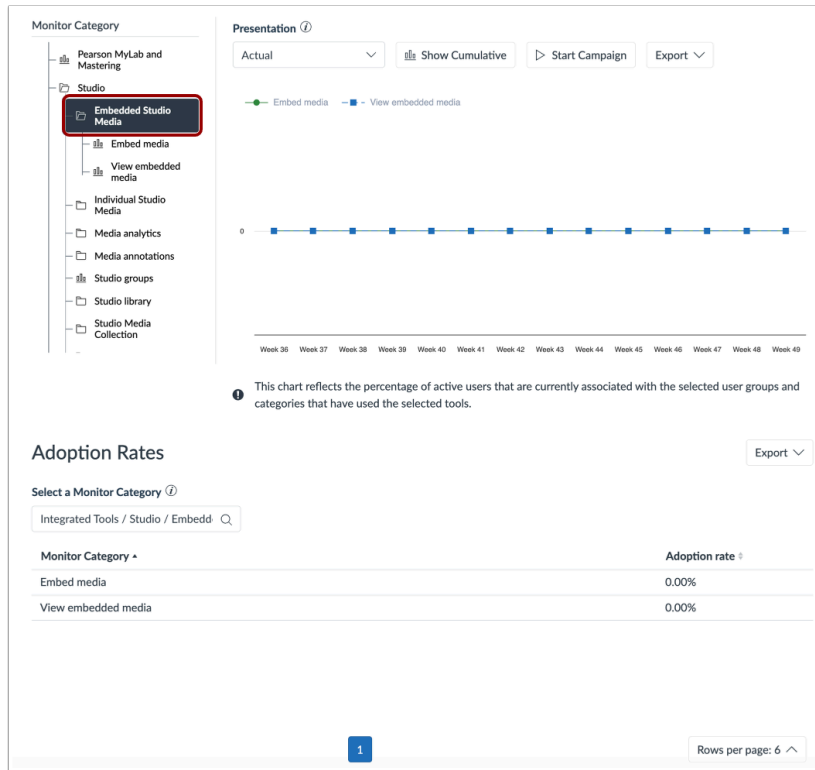 Monitor Category
Pearson MyLab and
Mastering
Studio
Embedded Studio
Media
Embed media
View embedded
media
Individual Studio
Media
Media analytics
Media annotations
Studio groups
Studio library
Studio Media
Collection
Presentation
Actual
Show Cumulative
Start Campaign
Export
Embed media
View embedded media
0
Week 36 Week 37 Week 38 Week 39 Week 40 Week 41 Week 42 Week 43 Week 44 Week 45 Week 46 Week 47 Week 48 Week 49
This chart reflects the percentage of active users that are currently associated with the selected user groups and
categories that have used the selected tools.
Adoption Rates
Export
Select a Monitor Category
Integrated Tools / Studio / Embedd
Monitor Category Adoption rate
Embed media 0.00%
View embedded media 0.00%
1
Rows per page: 6